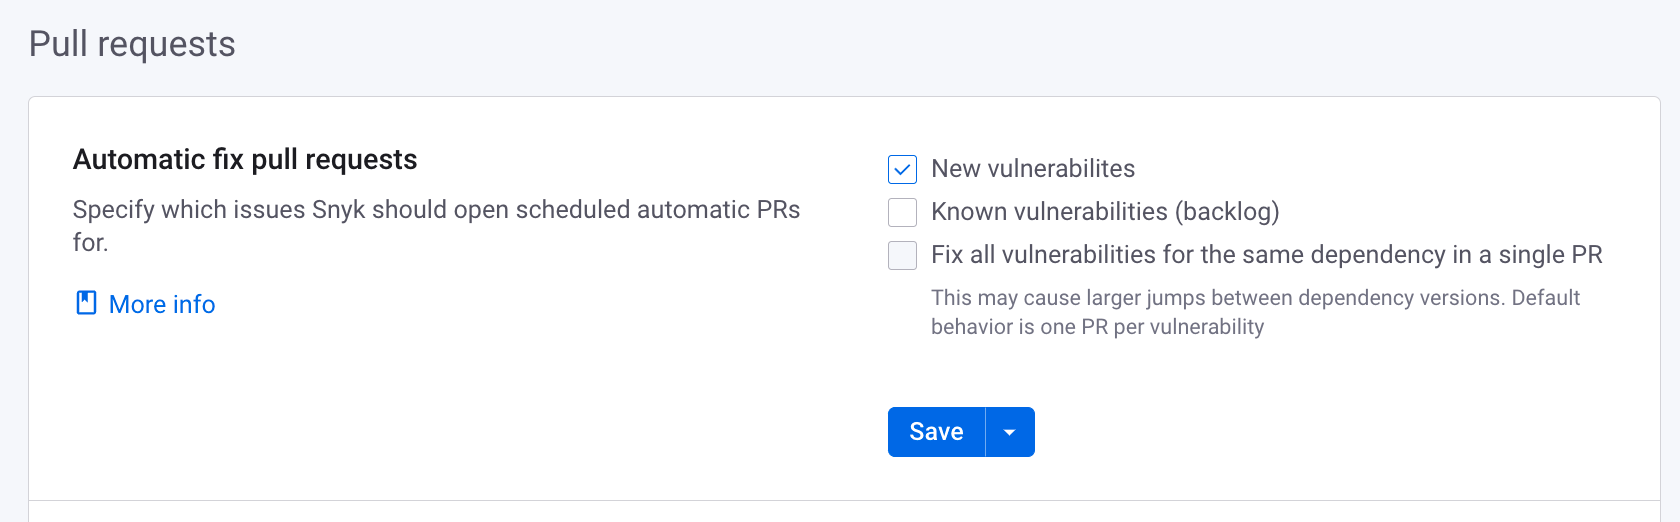 Pull requests
Automatic fix pull requests
Specify which issues Snyk should open scheduled automatic PRs
for.
More info
New vulnerabilites
Known vulnerabilities (backlog)
Fix all vulnerabilities for the same dependency in a single PR
This may cause larger jumps between dependency versions. Default
behavior is one PR per vulnerability
Save